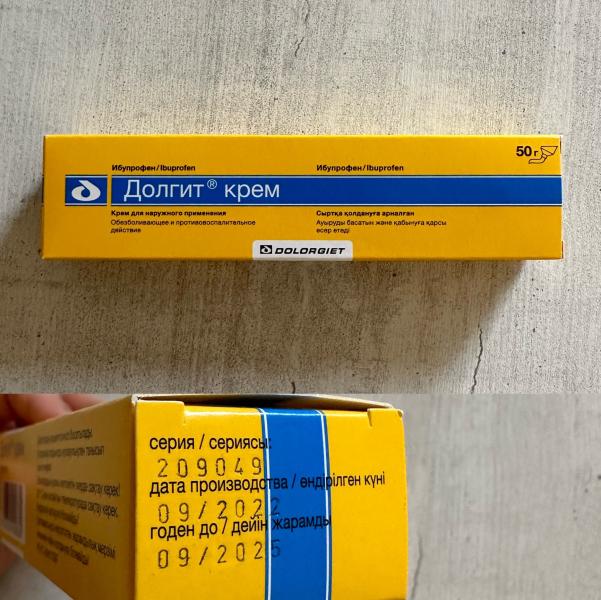 50 г
Ибупрофен/Ibuprofen Ибупрофен/Ibuprofen
Долгит® крем
Крем для наружного применения Сыртқа қолдануға арналған
Обезболивающее и противовоспалительное Ауыруды басатын және қабынуға қарсы
действие әсер етеді
DOLORGIET
серия / сериясы:
209049
дата производства / өндірілген күні
09/2022
годен до / дейін жарамды
09/2025